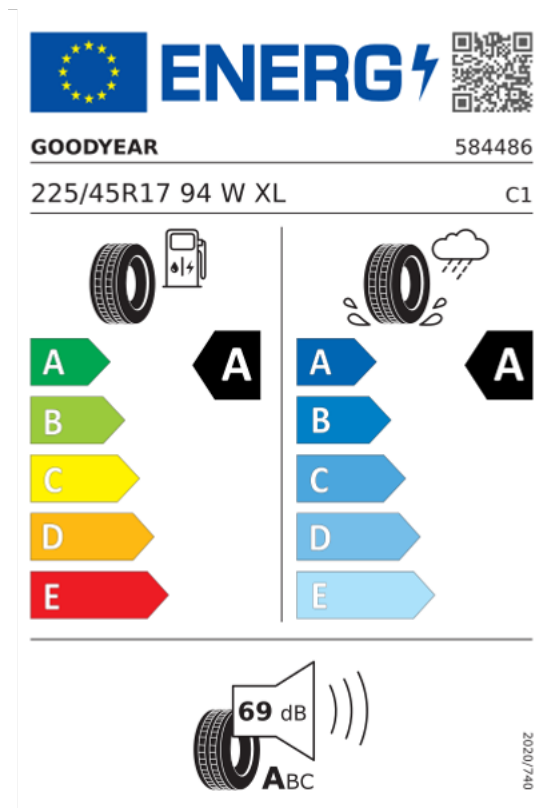 ENERG
GOODYEAR 584486
225/45R17 94 W XL C1
A A A A
B B
C C
D D
E E
69 dB
ABC
2020/740